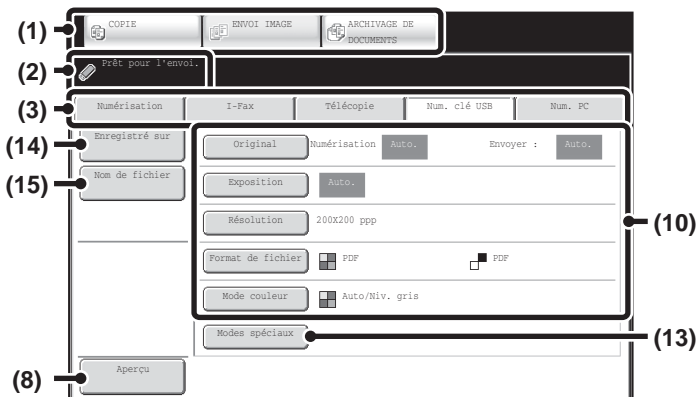 (1) COPIE ENVOI IMAGE ARCHIVAGE DE
DOCUMENTS
(2) Prêt pour l'envoi.
(3) Numérisation I-Fax Télécopie Num. clé USB Num. PC
(14) Enregistré sur Original Numérisation Auto. Envoyer : Auto.
(15) Nom de fichier Exposition Auto.
Résolution 200X200 ppp (10)
Format de fichier PDF PDF
Mode couleur Auto/Niv. gris
Modes spéciaux (13)
(8) Aperçu